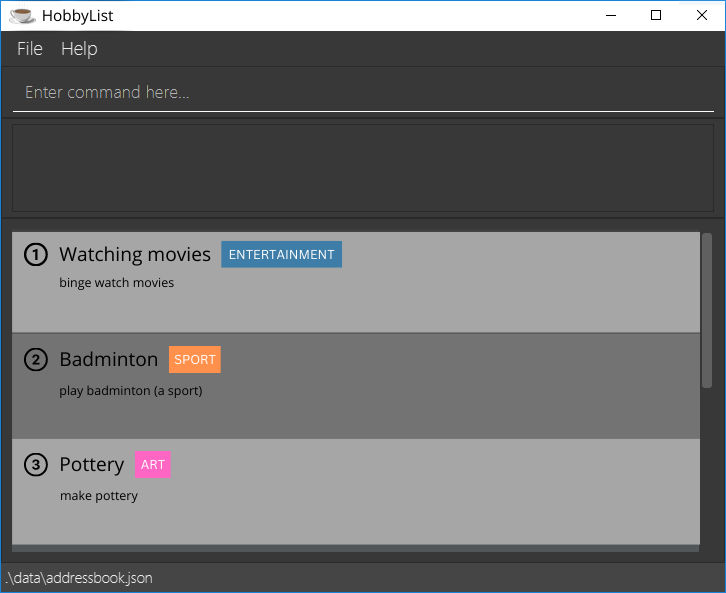 HobbyList
File Help
Enter command here...
1 Watching movies ENTERTAINMENT
binge watch movies
2 Badminton SPORT
play badminton (a sport)
3 Pottery ART
make pottery
.\data\addressbook.json